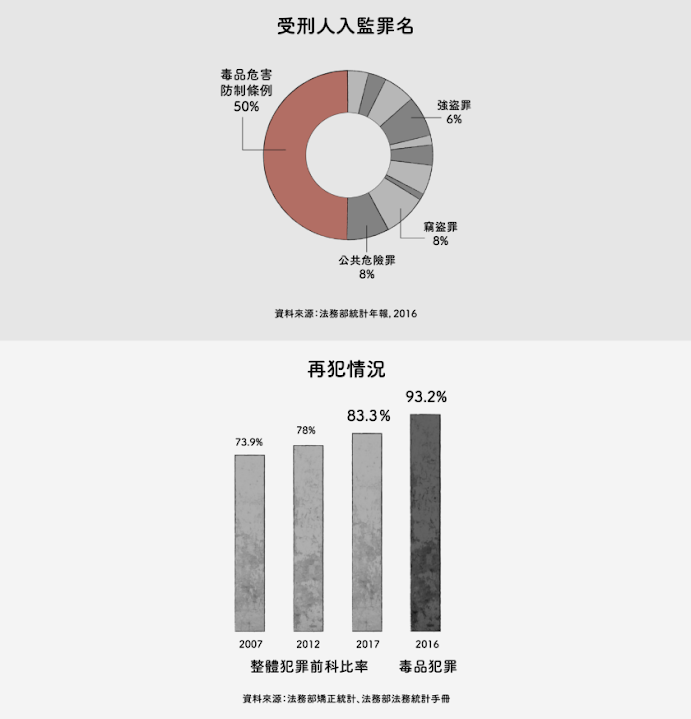 受刑人入監罪名
毒品危害
防制條例
50%
強盜罪
6%
竊盜罪
8%
公共危險罪
8%
資料來源：法務部統計年報, 2016
再犯情況
73.9%
78%
83.3%
93.2%
2007
2012
2017
2016
整體犯罪前科比率
毒品犯罪
資料來源：法務部矯正統計、法務部法務統計手冊